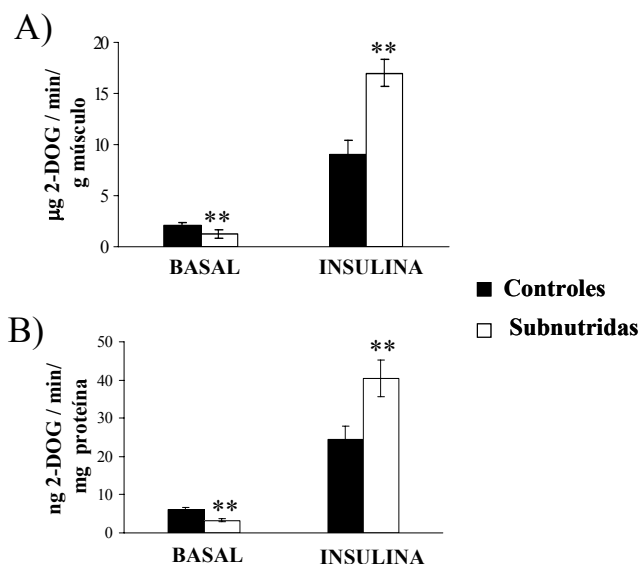 A)
µg 2-DOG / min/
g músculo
20
15
10
5
0
**
**
BASAL
INSULINA
Controles
Subnutridas
B)
ng 2-DOG / min/
mg proteína
50
40
30
20
10
0
**
**
BASAL
INSULINA